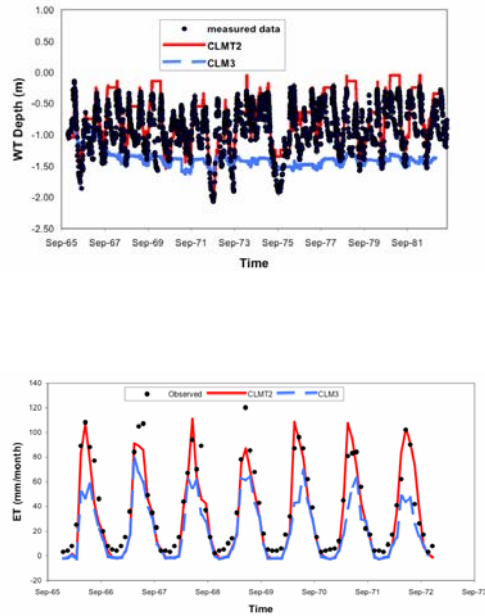 1.00
measured data
CLMT2
CLM3
0.00
-0.50
-1.00
-1.50
-2.00
-2.50
WT Depth (m)
Sep-65 Sep-67 Sep-69 Sep-71 Sep-73 Sep-75 Sep-77 Sep-79 Sep-81
Time
140
Observed CLMT2 CLM3
120
100
80
60
40
20
0
-20
ET (mm/month)
Sep-65 Sep-66 Sep-67 Sep-68 Sep-69 Sep-70 Sep-71 Sep-72 Sep-73
Time